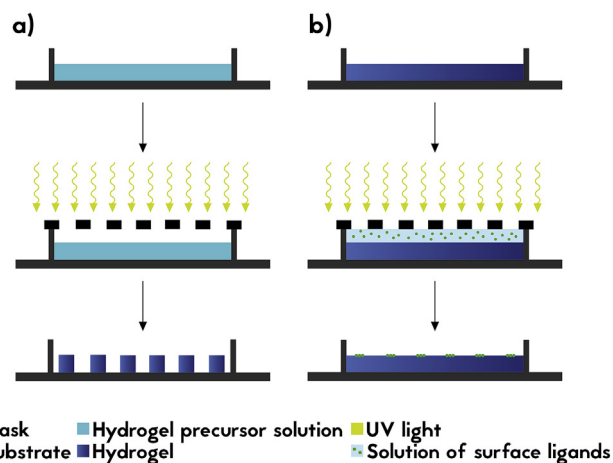 a)
b)
ask
Hydrogel precursor solution
UV light
ubstrate
Hydrogel
Solution of surface ligands